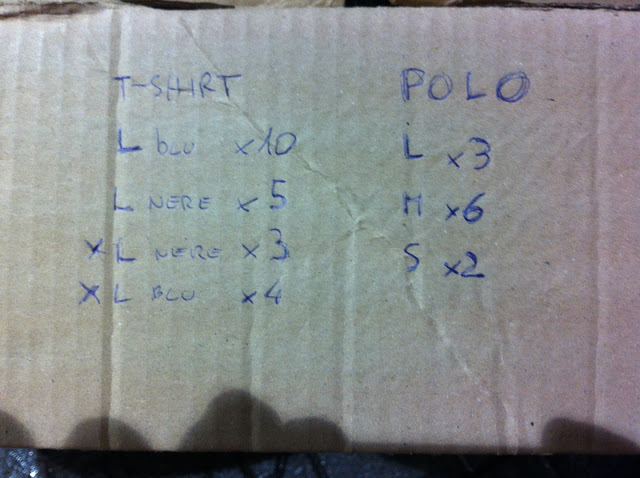 T-SHIRT
L BLU x10
L NERE x5
XL NERE x3
XL BLU x4
POLO
L x3
M x6
S x2